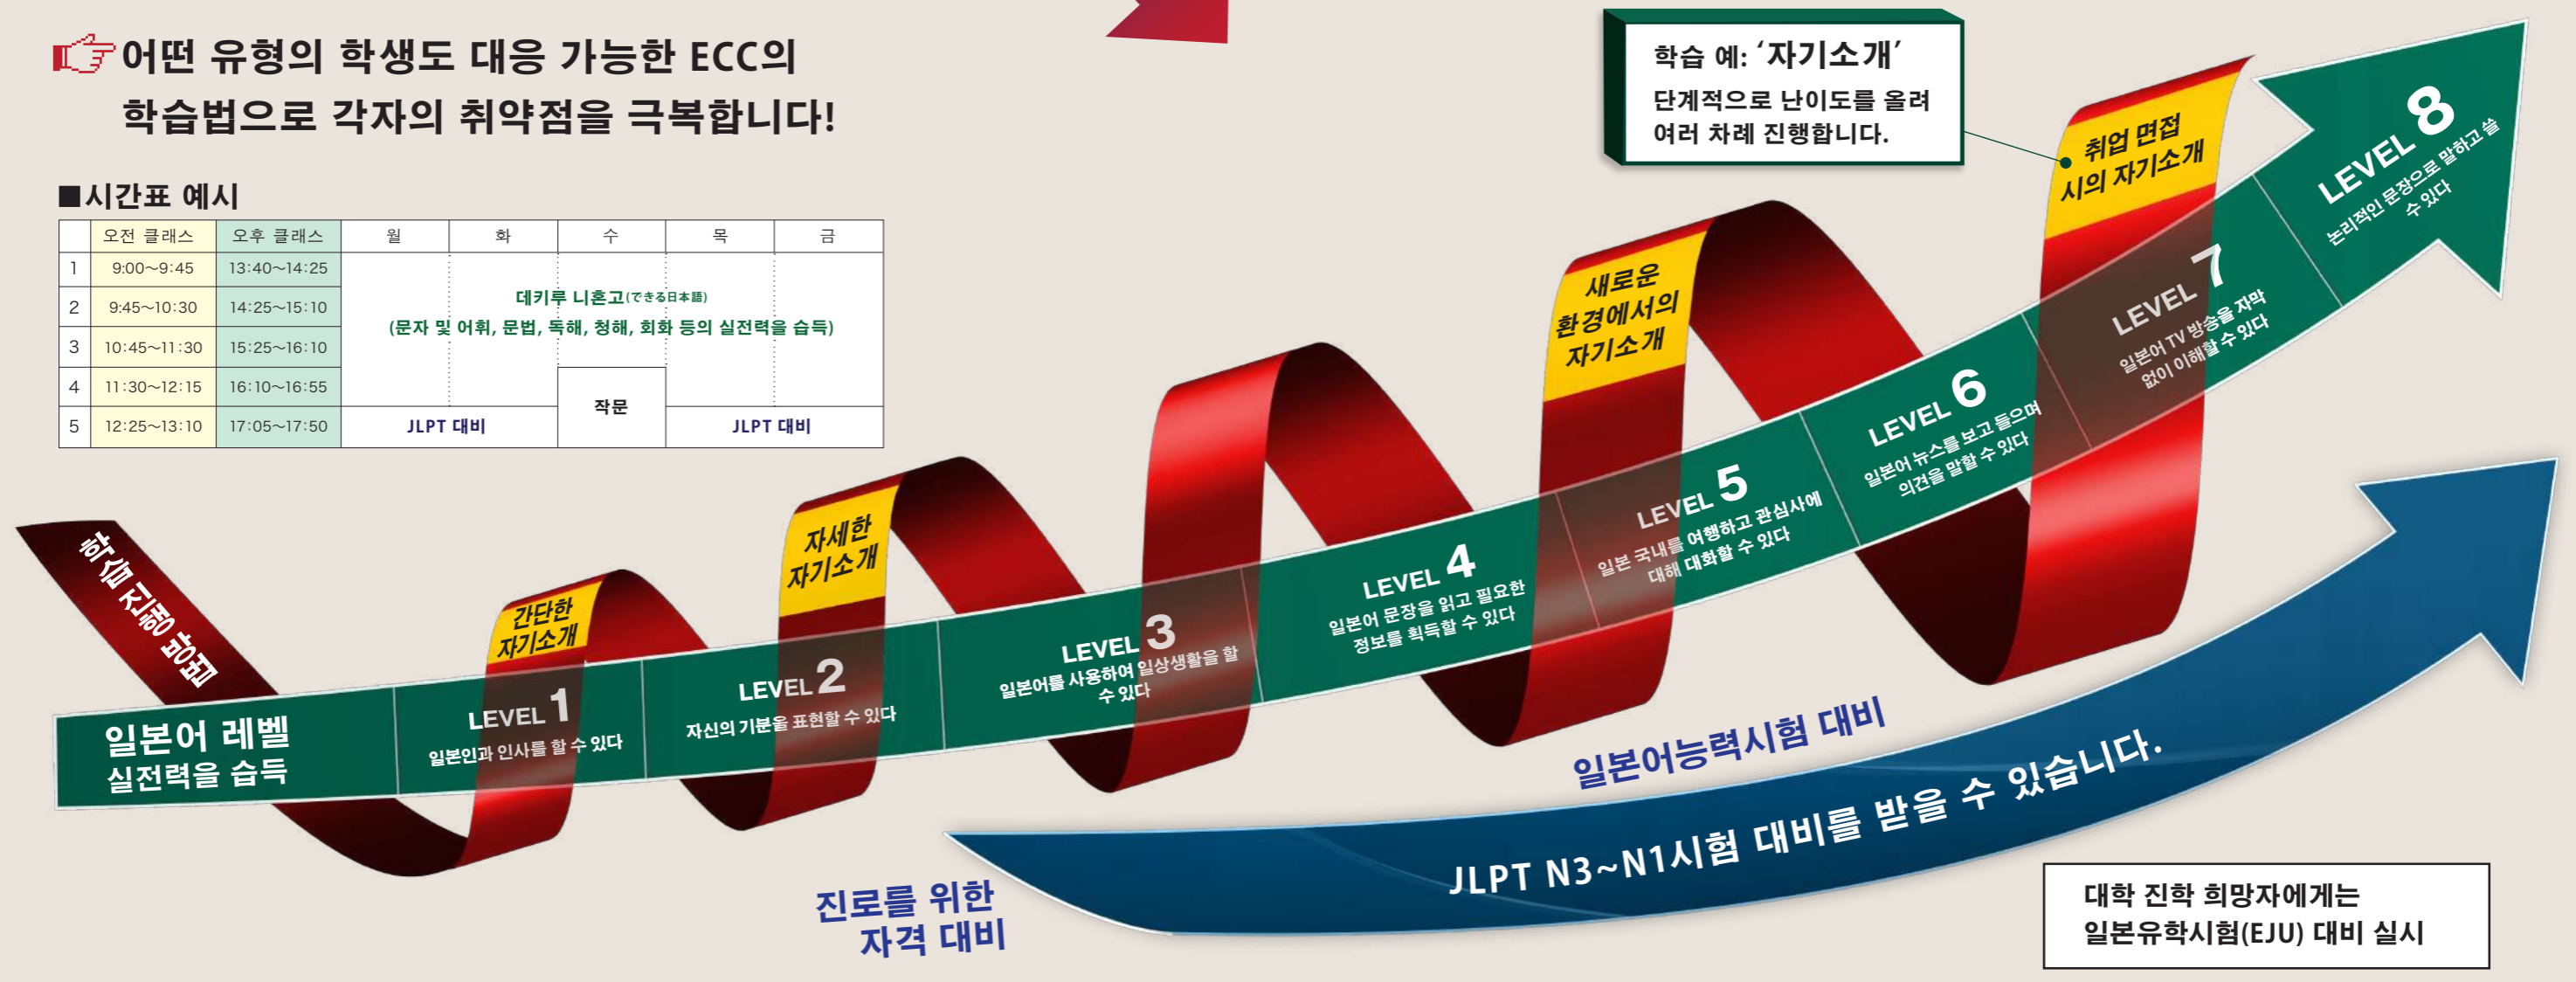 어떤 유형의 학생도 대응 가능한 ECC의
학습법으로 각자의 취약점을 극복합니다!
■시간표 예시
오전 클래스 오후 클래스 월 화 수 목 금
1 9:00～9:45 13:40～14:25
2 9:45～10:30 14:25～15:10
3 10:45～11:30 15:25～16:10
4 11:30～12:15 16:10～16:55
5 12:25～13:10 17:05～17:50
데키루 니혼고(できる日本語)
(문자 및 어휘, 문법, 독해, 청해, 회화 등의 실전력을 습득)
작문
JLPT 대비
JLPT 대비
학습 예: ‘자기소개’
단계적으로 난이도를 올려
여러 차례 진행합니다.
학습 진행 방법
간단한
자기소개
자세한
자기소개
새로운
환경에서의
자기소개
취업 면접
시의 자기소개
일본어 레벨
실전력을 습득
LEVEL 1
일본인과 인사를 할 수 있다
LEVEL 2
자신의 기분을 표현할 수 있다
LEVEL 3
일본어를 사용하여 일상생활을 할
수 있다
LEVEL 4
일본어 문장을 읽고 필요한
정보를 획득할 수 있다
LEVEL 5
일본 국내를 여행하고 관심사에
대해 대화할 수 있다
LEVEL 6
일본어 뉴스를 보고 들으며
의견을 말할 수 있다
LEVEL 7
일본어 TV 방송을 자막
없이 이해할 수 있다
LEVEL 8
논리적인 문장으로 말하고 쓸
수 있다
일본어능력시험 대비
JLPT N3~N1시험 대비를 받을 수 있습니다.
진로를 위한
자격 대비
대학 진학 희망자에게는
일본유학시험(EJU) 대비 실시